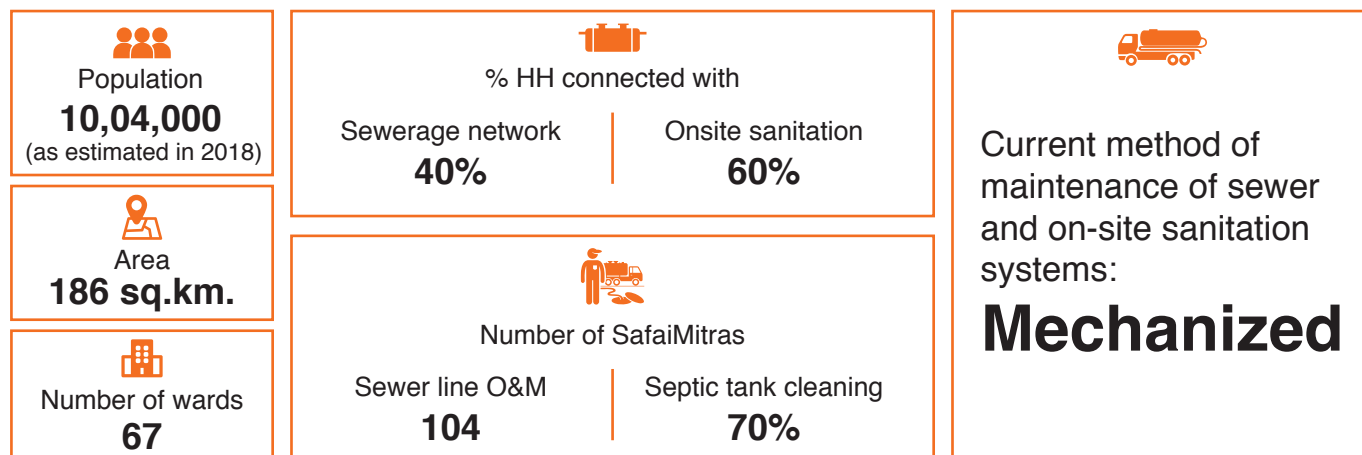 Population
10,04,000
(as estimated in 2018)
Area
186 sq.km.
Number of wards
67
% HH connected with
Sewerage network
40%
Onsite sanitation
60%
Number of SafaiMitras
Sewer line O&M
104
Septic tank cleaning
70%
Current method of
maintenance of sewer
and on-site sanitation
systems:
Mechanized